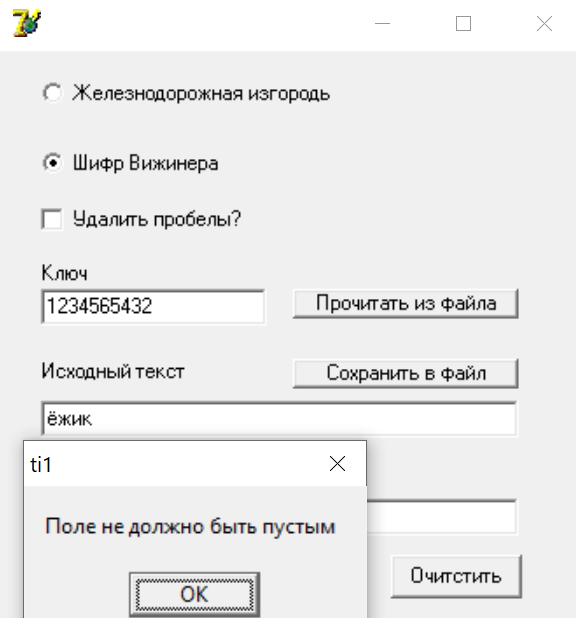 Железнодорожная изгородь
Шифр Вижинера
Удалить пробелы?
Ключ
1234565432
Прочитать из файла
Исходный текст
Сохранить в файл
ёжик
ti1
Поле не должно быть пустым
OK
Очитстить